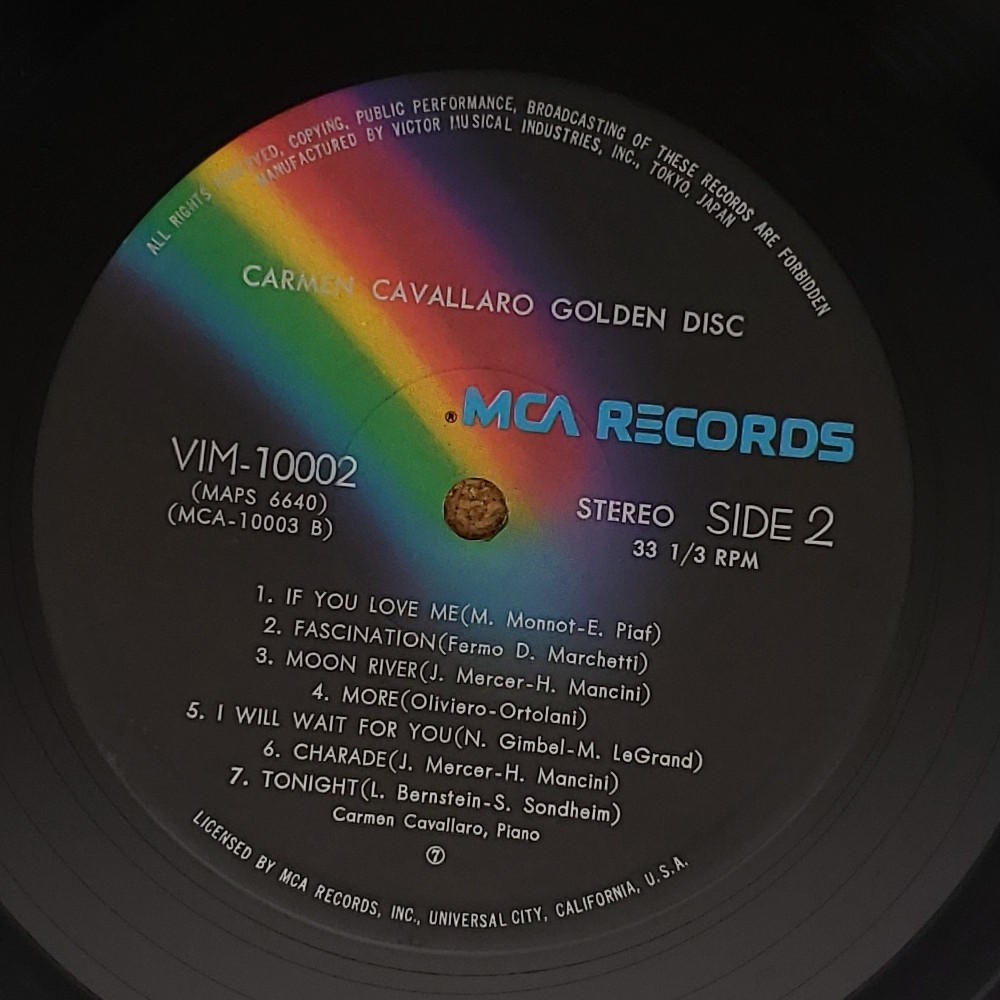 ALL RIGHTS RESERVED, COPYING, PUBLIC PERFORMANCE, BROADCASTING OF THESE RECORDS ARE FORBIDDEN
MANUFACTURED BY VICTOR MUSICAL INDUSTRIES, INC., TOKYO, JAPAN
CARMEN CAVALLARO GOLDEN DISC
®MCA RECORDS
VIM-10002
(MAPS 6640)
(MCA-10003 B)
STEREO SIDE 2
33 1/3 RPM
1. IF YOU LOVE ME(M. Monnot-E. Piaf)
2. FASCINATION(Fermo D. Marchetti)
3. MOON RIVER(J. Mercer-H. Mancini)
4. MORE(Oliviero-Ortolani)
5. I WILL WAIT FOR YOU(N. Gimbel-M. LeGrand)
6. CHARADE(J. Mercer-H. Mancini)
7. TONIGHT(L. Bernstein-S. Sondheim)
Carmen Cavallaro, Piano
⑦
LICENSED BY MCA RECORDS, INC., UNIVERSAL CITY, CALIFORNIA, U.S.A.